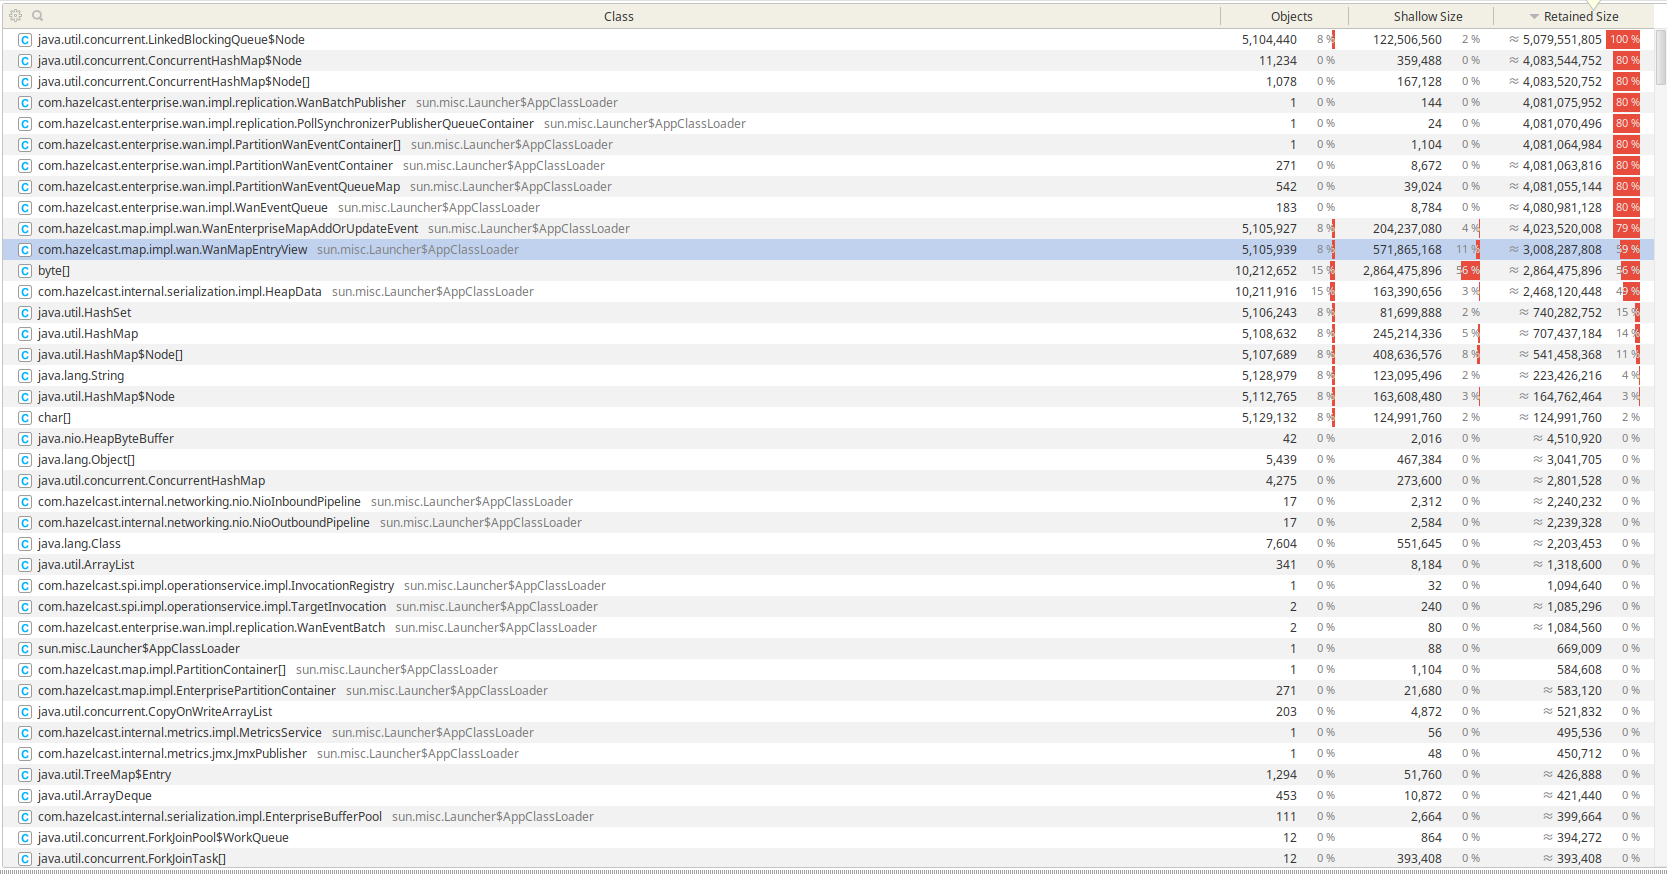 Class Objects Shallow Size Retained Size
C java.util.concurrent.LinkedBlockingQueue$Node 5,104,440 8 % 122,506,560 2 % ≈ 5,079,551,805 100 %
C java.util.concurrent.ConcurrentHashMap$Node 11,234 0 % 359,488 0 % ≈ 4,083,544,752 80 %
C java.util.concurrent.ConcurrentHashMap$Node[] 1,078 0 % 167,128 0 % ≈ 4,083,520,752 80 %
C com.hazelcast.enterprise.wan.impl.replication.WanBatchPublisher sun.misc.Launcher$AppClassLoader 1 0 % 144 0 % 4,081,075,952 80 %
C com.hazelcast.enterprise.wan.impl.replication.PollSynchronizerPublisherQueueContainer sun.misc.Launcher$AppClassLoader 1 0 % 24 0 % 4,081,070,496 80 %
C com.hazelcast.enterprise.wan.impl.PartitionWanEventContainer[] sun.misc.Launcher$AppClassLoader 1 0 % 1,104 0 % 4,081,064,984 80 %
C com.hazelcast.enterprise.wan.impl.PartitionWanEventContainer sun.misc.Launcher$AppClassLoader 271 0 % 8,672 0 % ≈ 4,081,063,816 80 %
C com.hazelcast.enterprise.wan.impl.PartitionWanEventQueueMap sun.misc.Launcher$AppClassLoader 542 0 % 39,024 0 % ≈ 4,081,055,144 80 %
C com.hazelcast.enterprise.wan.impl.WanEventQueue sun.misc.Launcher$AppClassLoader 183 0 % 8,784 0 % ≈ 4,080,981,128 80 %
C com.hazelcast.map.impl.wan.WanEnterpriseMapAddOrUpdateEvent sun.misc.Launcher$AppClassLoader 5,105,927 8 % 204,237,080 4 % ≈ 4,023,520,008 79 %
C com.hazelcast.map.impl.wan.WanMapEntryView sun.misc.Launcher$AppClassLoader 5,105,939 8 % 571,865,168 11 % ≈ 3,008,287,808 59 %
C byte[] 10,212,652 15 % 2,864,475,896 56 % ≈ 2,864,475,896 56 %
C com.hazelcast.internal.serialization.impl.HeapData sun.misc.Launcher$AppClassLoader 10,211,916 15 % 163,390,656 3 % ≈ 2,468,120,448 49 %
C java.util.HashSet 5,106,243 8 % 81,699,888 2 % ≈ 740,282,752 15 %
C java.util.HashMap 5,108,632 8 % 245,214,336 5 % ≈ 707,437,184 14 %
C java.util.HashMap$Node[] 5,107,689 8 % 408,636,576 8 % ≈ 541,458,368 11 %
C java.lang.String 5,128,979 8 % 123,095,496 2 % ≈ 223,426,216 4 %
C java.util.HashMap$Node 5,112,765 8 % 163,608,480 3 % ≈ 164,762,464 3 %
C char[] 5,129,132 8 % 124,991,760 2 % ≈ 124,991,760 2 %
C java.nio.HeapByteBuffer 42 0 % 2,016 0 % ≈ 4,510,920 0 %
C java.lang.Object[] 5,439 0 % 467,384 0 % ≈ 3,041,705 0 %
C java.util.concurrent.ConcurrentHashMap 4,275 0 % 273,600 0 % ≈ 2,801,528 0 %
C com.hazelcast.internal.networking.nio.NioInboundPipeline sun.misc.Launcher$AppClassLoader 17 0 % 2,312 0 % ≈ 2,240,232 0 %
C com.hazelcast.internal.networking.nio.NioOutboundPipeline sun.misc.Launcher$AppClassLoader 17 0 % 2,584 0 % ≈ 2,239,328 0 %
C java.lang.Class 7,604 0 % 551,645 0 % ≈ 2,203,453 0 %
C java.util.ArrayList 341 0 % 8,184 0 % ≈ 1,318,600 0 %
C com.hazelcast.spi.impl.operationservice.impl.InvocationRegistry sun.misc.Launcher$AppClassLoader 1 0 % 32 0 % 1,094,640 0 %
C com.hazelcast.spi.impl.operationservice.impl.TargetInvocation sun.misc.Launcher$AppClassLoader 2 0 % 240 0 % ≈ 1,085,296 0 %
C com.hazelcast.enterprise.wan.impl.replication.WanEventBatch sun.misc.Launcher$AppClassLoader 2 0 % 80 0 % ≈ 1,084,560 0 %
C sun.misc.Launcher$AppClassLoader 1 0 % 88 0 % 669,009 0 %
C com.hazelcast.map.impl.PartitionContainer[] sun.misc.Launcher$AppClassLoader 1 0 % 1,104 0 % 584,608 0 %
C com.hazelcast.map.impl.EnterprisePartitionContainer sun.misc.Launcher$AppClassLoader 271 0 % 21,680 0 % ≈ 583,120 0 %
C java.util.concurrent.CopyOnWriteArrayList 203 0 % 4,872 0 % ≈ 521,832 0 %
C com.hazelcast.internal.metrics.impl.MetricsService sun.misc.Launcher$AppClassLoader 1 0 % 56 0 % 495,536 0 %
C com.hazelcast.internal.metrics.jmx.JmxPublisher sun.misc.Launcher$AppClassLoader 1 0 % 48 0 % 450,712 0 %
C java.util.TreeMap$Entry 1,294 0 % 51,760 0 % ≈ 426,888 0 %
C java.util.ArrayDeque 453 0 % 10,872 0 % ≈ 421,440 0 %
C com.hazelcast.internal.serialization.impl.EnterpriseBufferPool sun.misc.Launcher$AppClassLoader 111 0 % 2,664 0 % ≈ 399,664 0 %
C java.util.concurrent.ForkJoinPool$WorkQueue 12 0 % 864 0 % ≈ 394,272 0 %
C java.util.concurrent.ForkJoinTask[] 12 0 % 393,408 0 % ≈ 393,408 0 %